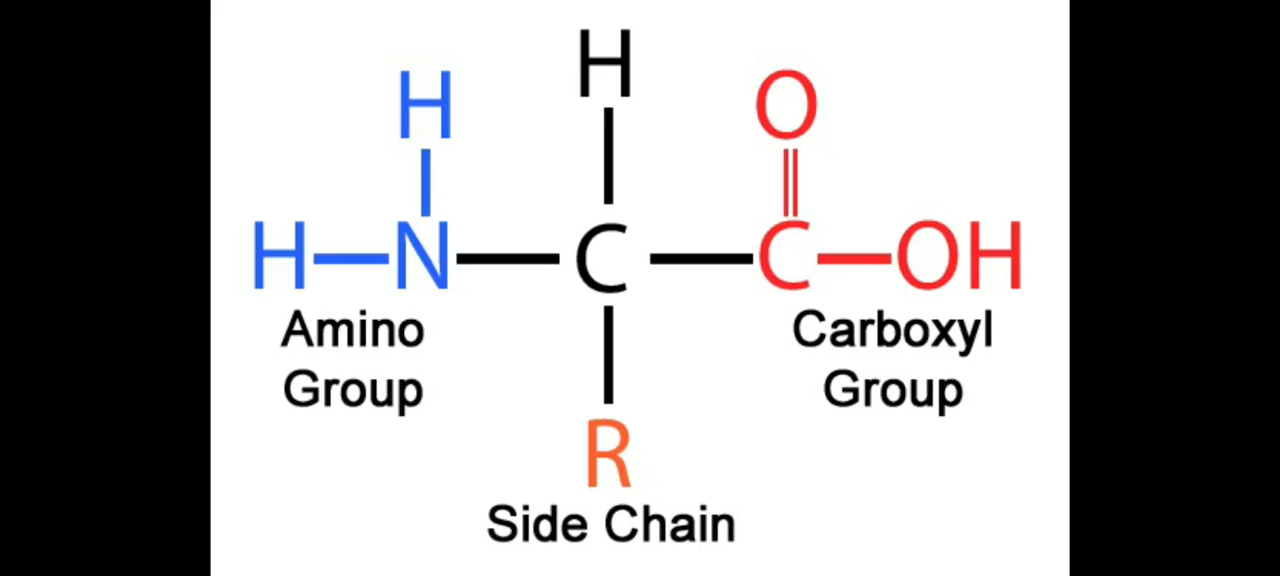 H
H
O
H N C C OH
Amino
Group
Carboxyl
Group
R
Side Chain